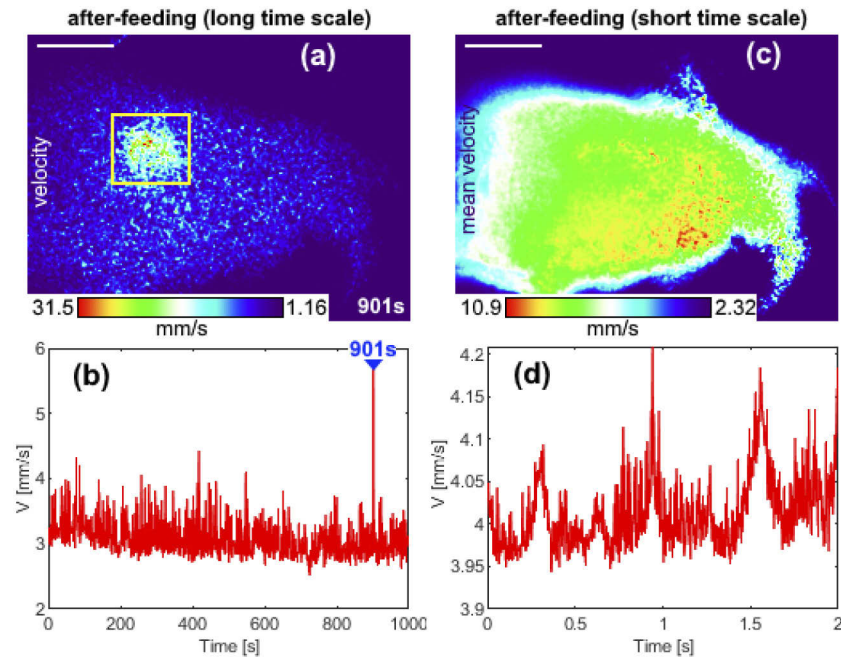 after-feeding (long time scale)
(a)
velocity
31.5
1.16
901s
mm/s
after-feeding (short time scale)
(c)
mean velocity
10.9
2.32
mm/s
(b)
901s
6
5
4
3
2
V [mm/s]
0
200
400
600
800
1000
Time [s]
(d)
4.2
4.15
4.1
4.05
4
3.95
3.9
V [mm/s]
0
0.5
1
1.5
2
Time [s]